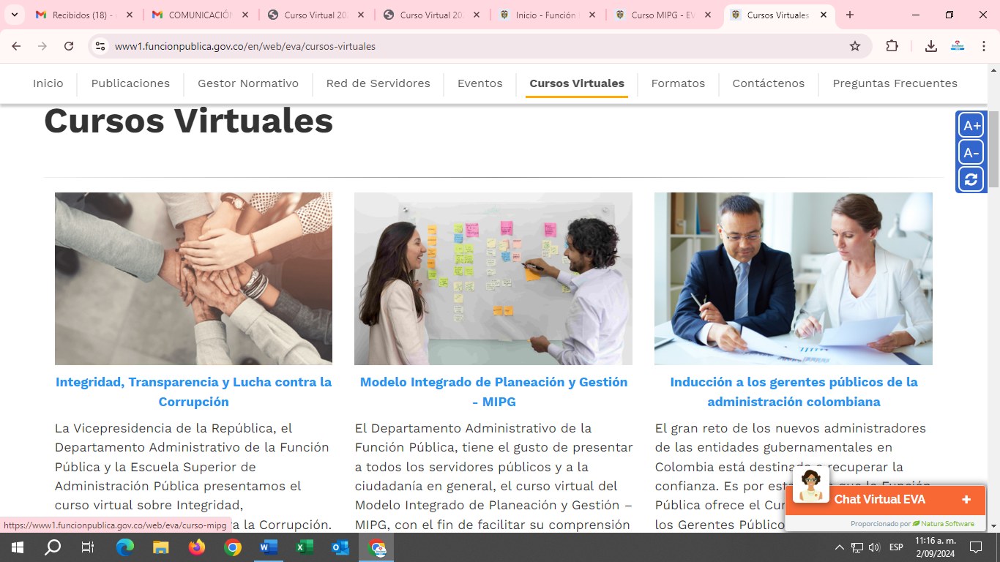 Recibidos (18) -
COMUNICACIÓN
Curso Virtual 20
Curso Virtual 20
Inicio - Función
Curso MIPG - EV
Cursos Virtuales
www1.funcionpublica.gov.co/en/web/eva/cursos-virtuales
Inicio
Publicaciones
Gestor Normativo
Red de Servidores
Eventos
Cursos Virtuales
Formatos
Contáctenos
Preguntas Frecuentes
Cursos Virtuales
A+
A-
Integridad, Transparencia y Lucha contra la
Corrupción
La Vicepresidencia de la República, el
Departamento Administrativo de la Función
Pública y la Escuela Superior de
Administración Pública presentamos el
curso virtual sobre Integridad,
a la Corrupción.
Modelo Integrado de Planeación y Gestión
- MIPG
El Departamento Administrativo de la
Función Pública, tiene el gusto de presentar
a todos los servidores públicos y a la
ciudadanía en general, el curso virtual del
Modelo Integrado de Planeación y Gestión –
MIPG, con el fin de facilitar su comprensión
Inducción a los gerentes públicos de la
administración colombiana
El gran reto de los nuevos administradores
de las entidades gubernamentales en
Colombia está destinado a recuperar la
confianza. Es por est que la Función
Pública ofrece el Cu
los Gerentes Público
Chat Virtual EVA
+
Proporcionado por Natura Software
https://www1.funcionpublica.gov.co/web/eva/curso-mipg
ESP
11:16 a. m.
2/09/2024